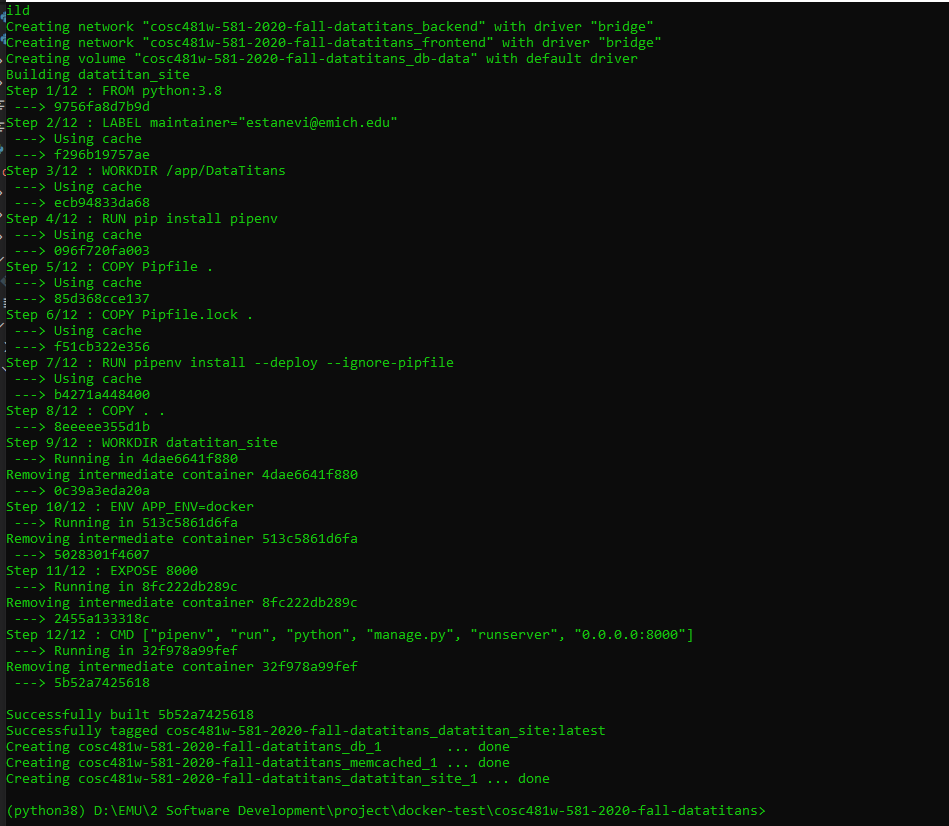 ild
Creating network "cosc481w-581-2020-fall-datatitans_backend" with driver "bridge"
Creating network "cosc481w-581-2020-fall-datatitans_frontend" with driver "bridge"
Creating volume "cosc481w-581-2020-fall-datatitans_db-data" with default driver
Building datatitan_site
Step 1/12 : FROM python:3.8
 ---> 9756fa8d7b9d
Step 2/12 : LABEL maintainer="estanevi@emich.edu"
 ---> Using cache
 ---> f296b19757ae
Step 3/12 : WORKDIR /app/DataTitans
 ---> Using cache
 ---> ecb94833da68
Step 4/12 : RUN pip install pipenv
 ---> Using cache
 ---> 096f720fa003
Step 5/12 : COPY Pipfile .
 ---> Using cache
 ---> 85d368cce137
Step 6/12 : COPY Pipfile.lock .
 ---> Using cache
 ---> f51cb322e356
Step 7/12 : RUN pipenv install --deploy --ignore-pipfile
 ---> Using cache
 ---> b4271a448400
Step 8/12 : COPY . .
 ---> 8eeeee355d1b
Step 9/12 : WORKDIR datatitan_site
 ---> Running in 4dae6641f880
Removing intermediate container 4dae6641f880
 ---> 0c39a3eda20a
Step 10/12 : ENV APP_ENV=docker
 ---> Running in 513c5861d6fa
Removing intermediate container 513c5861d6fa
 ---> 5028301f4607
Step 11/12 : EXPOSE 8000
 ---> Running in 8fc222db289c
Removing intermediate container 8fc222db289c
 ---> 2455a133318c
Step 12/12 : CMD ["pipenv", "run", "python", "manage.py", "runserver", "0.0.0.0:8000"]
 ---> Running in 32f978a99fef
Removing intermediate container 32f978a99fef
 ---> 5b52a7425618
Successfully built 5b52a7425618
Successfully tagged cosc481w-581-2020-fall-datatitans_datatitan_site:latest
Creating cosc481w-581-2020-fall-datatitans_db_1        ... done
Creating cosc481w-581-2020-fall-datatitans_memcached_1 ... done
Creating cosc481w-581-2020-fall-datatitans_datatitan_site_1 ... done
(python38) D:\EMU\2 Software Development\project\docker-test\cosc481w-581-2020-fall-datatitans>